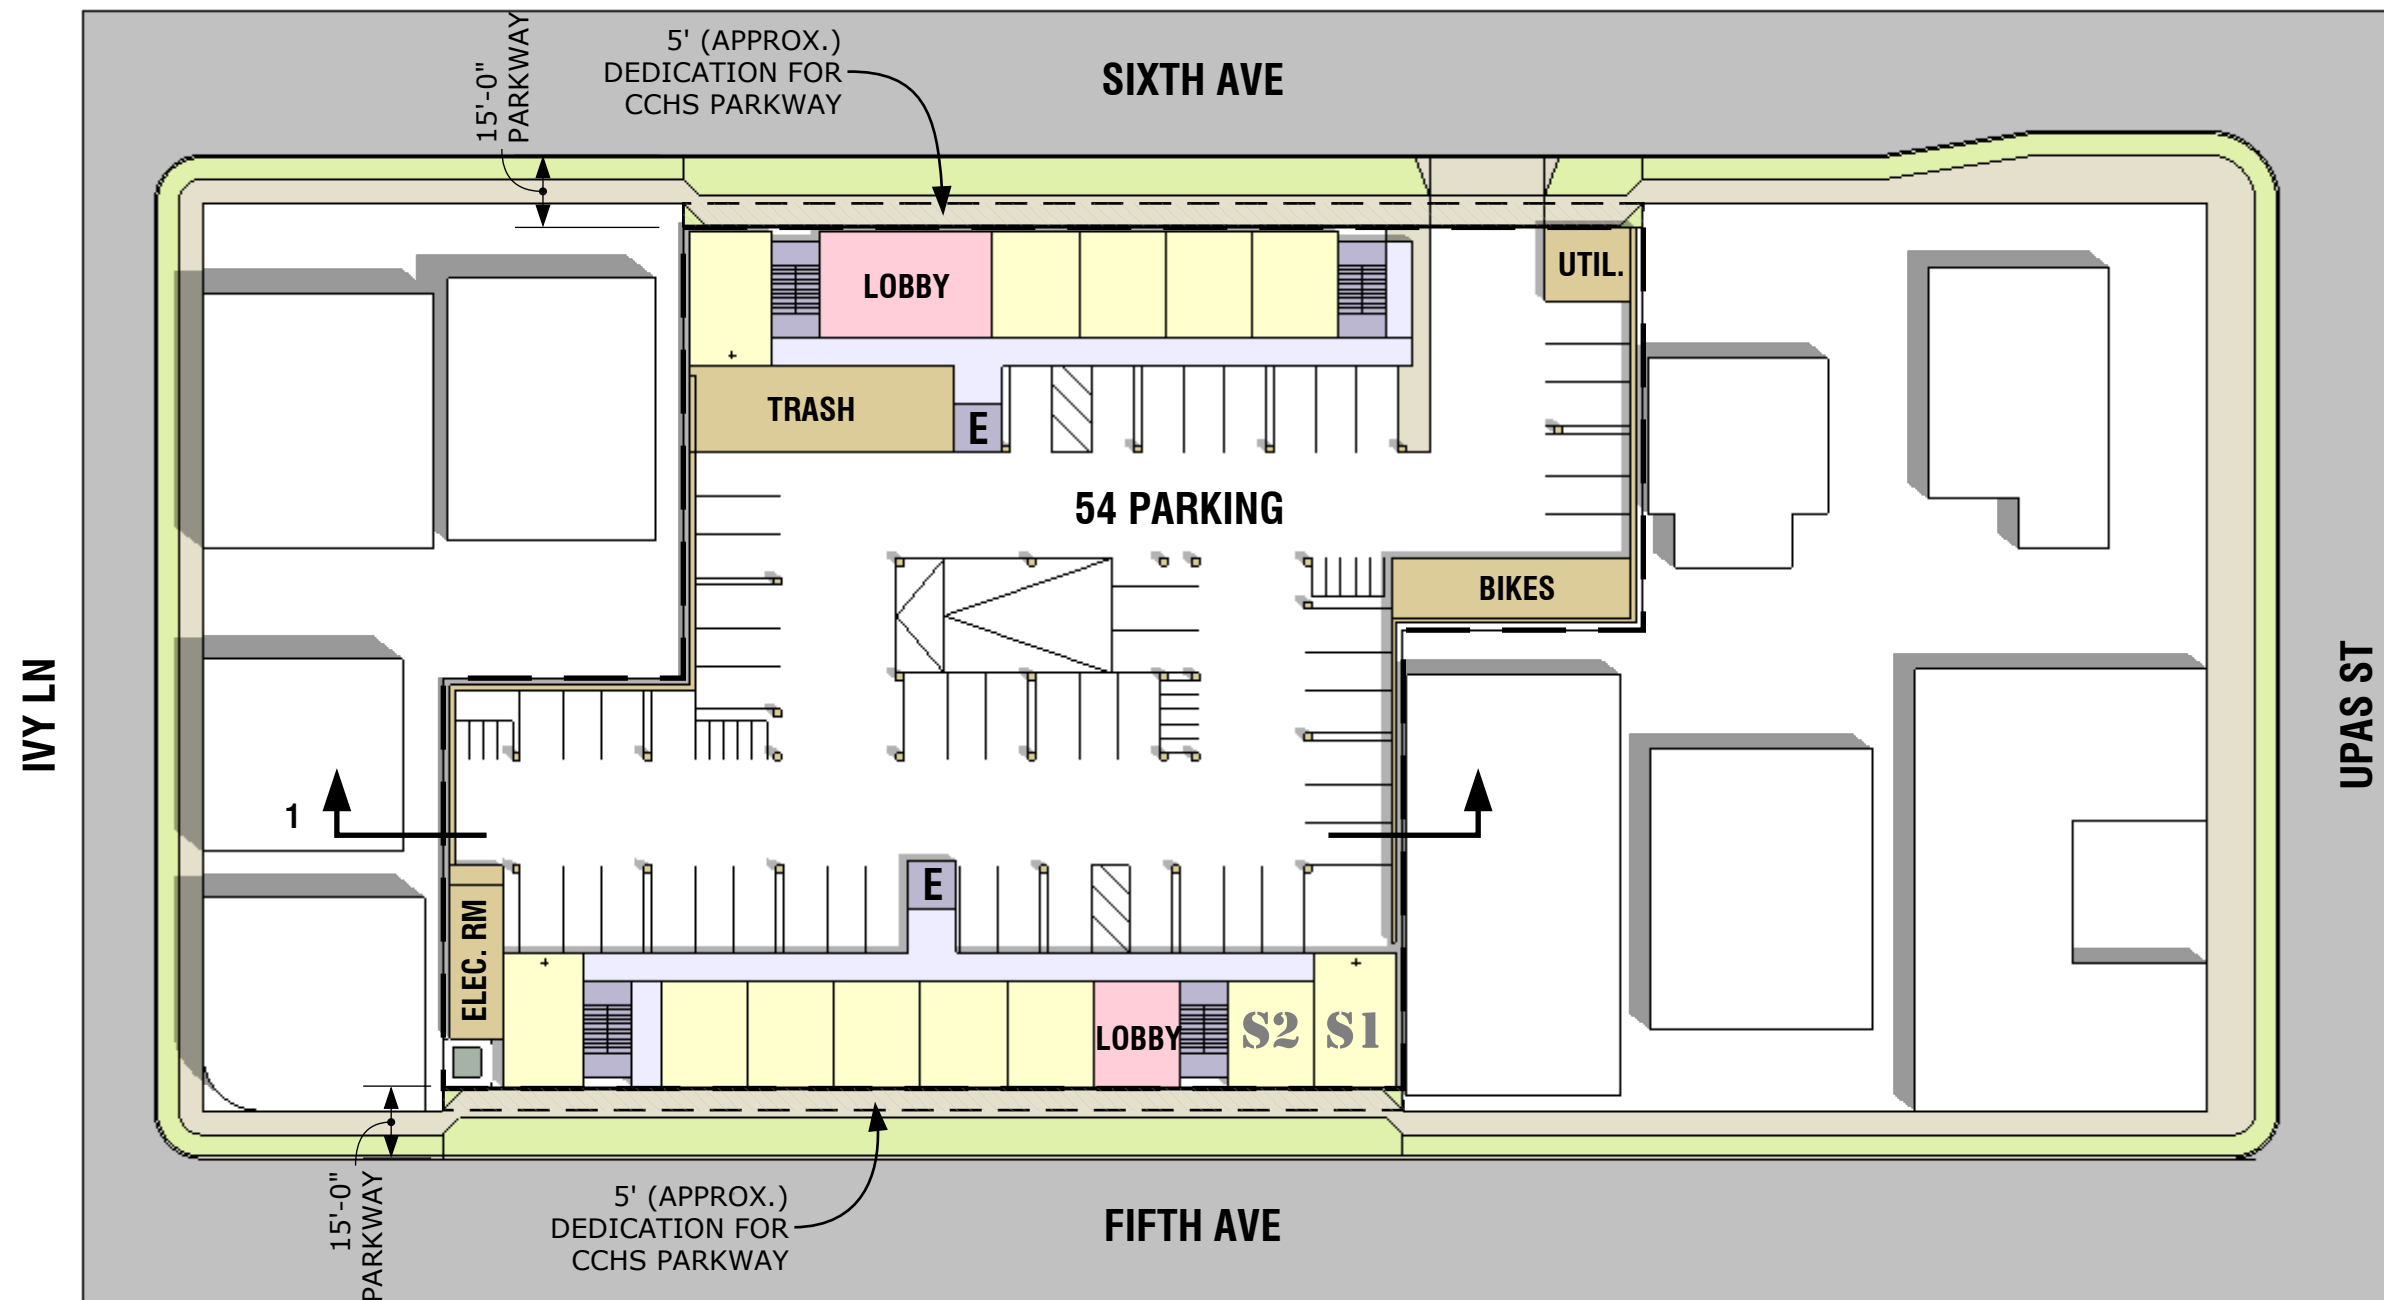 15'-0"
PARKWAY
5' (APPROX.)
DEDICATION FOR
CCHS PARKWAY
SIXTH AVE
LOBBY
UTIL.
TRASH
E
54 PARKING
BIKES
IVY LN
UPAS ST
1
E
ELEC. RM
LOBBY
S2
S1
15'-0"
PARKWAY
5' (APPROX.)
DEDICATION FOR
CCHS PARKWAY
FIFTH AVE